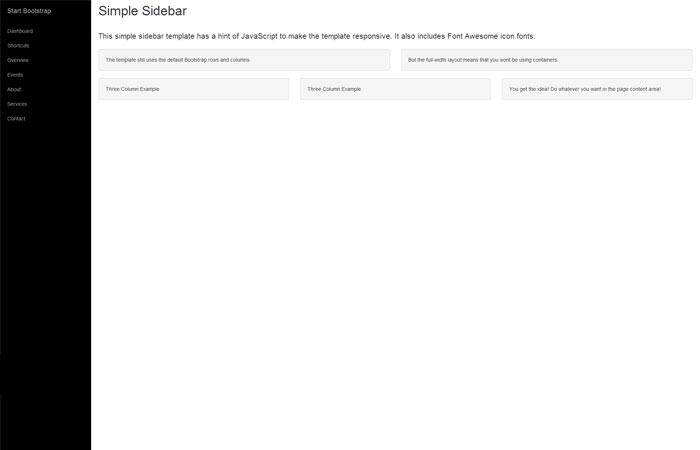 Start Bootstrap
Dashboard
Shortcuts
Overview
Events
About
Services
Contact
Simple Sidebar
This simple sidebar template has a hint of JavaScript to make the template responsive. It also includes Font Awesome icon fonts.
The template still uses the default Bootstrap rows and columns.
But the full-width layout means that you wont be using containers.
Three Column Example
Three Column Example
You get the idea! Do whatever you want in the page content area!